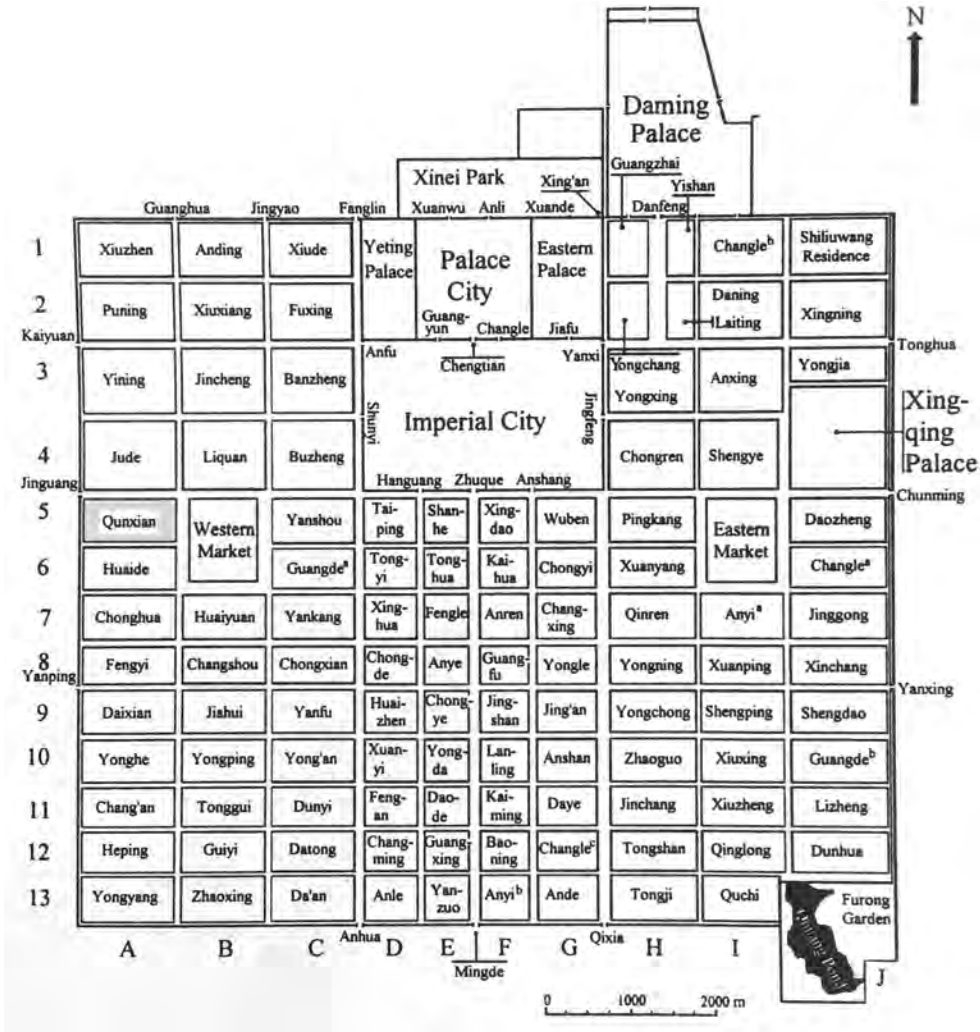 N
Daming
Palace
Guangzhai
Yishan
Xinei Park
Xing'an
Guanghua Jingyao Fanglin Xuanwu Anli Xuande Danfeng
1 Xiuzhen Anding Xiude Yeting
Palace Palace
City Eastern
Palace Changleᵇ Shiliuwang
Residence
2 Puning Xiuxiang Fuxing Daning
Laiting Xingning
Kaiyuan Guang-
yun Changle Jiafu Tonghua
Anfu Chengtian Yanxi Yongchang
3 Yining Jincheng Banzheng Yongxing Anxing Yongjia
Shunyi Imperial City Jingfeng Xing-
qing
Palace
4 Jude Liquan Buzheng Chongren Shengye
Jinguang Hanguang Zhuque Anshang Chunming
5 Qunxian Western
Market Yanshou Tai-
ping Shan-
he Xing-
dao Wuben Pingkang Eastern
Market Daozheng
6 Huaide Guangdeᵃ Tong-
yi Tong-
hua Kai-
hua Chongyi Xuanyang Changleᵃ
7 Chonghua Huaiyuan Yankang Xing-
hua Fengle Anren Chang-
xing Qinren Anyiᵃ Jinggong
8 Fengyi Changshou Chongxian Chong-
de Anye Guang-
fu Yongle Yongning Xuanping Xinchang
Yanping Yanxing
9 Daixian Jiahui Yanfu Huai-
zhen Chong-
ye Jing-
shan Jing'an Yongchong Shengping Shengdao
10 Yonghe Yongping Yong'an Xuan-
yi Yong-
da Lan-
ling Anshan Zhaoguo Xiuxing Guangdeᵇ
11 Chang'an Tonggui Dunyi Feng-
an Dao-
de Kai-
ming Daye Jinchang Xiuzheng Lizheng
12 Heping Guiyi Datong Chang-
ming Guang-
xing Bao-
ning Changleᶜ Tongshan Qinglong Dunhua
13 Yongyang Zhaoxing Da'an Anle Yan-
zuo Anyiᵇ Ande Tongji Quchi Furong
Garden
A B C Anhua D E F G Qixia H I J
Mingde
0 1000 2000 m